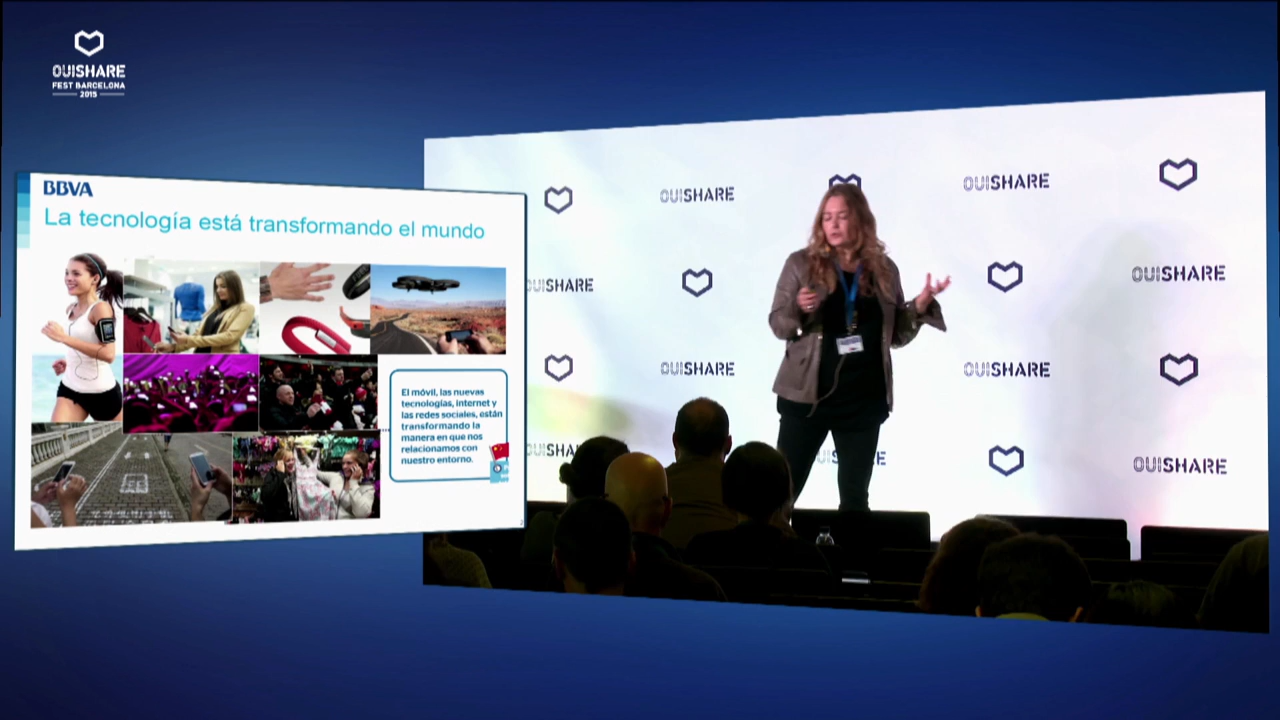 OUISHARE
FEST BARCELONA
2015
BBVA
La tecnología está transformando el mundo
El móvil, las nuevas
tecnologías, internet y
las redes sociales, están
transformando la
manera en que nos
relacionamos con
nuestro entorno.
OUISHARE
OUISHARE
OUISHARE
OUISHARE
OUISHARE
OUISHARE
OUISHARE
OUISHARE